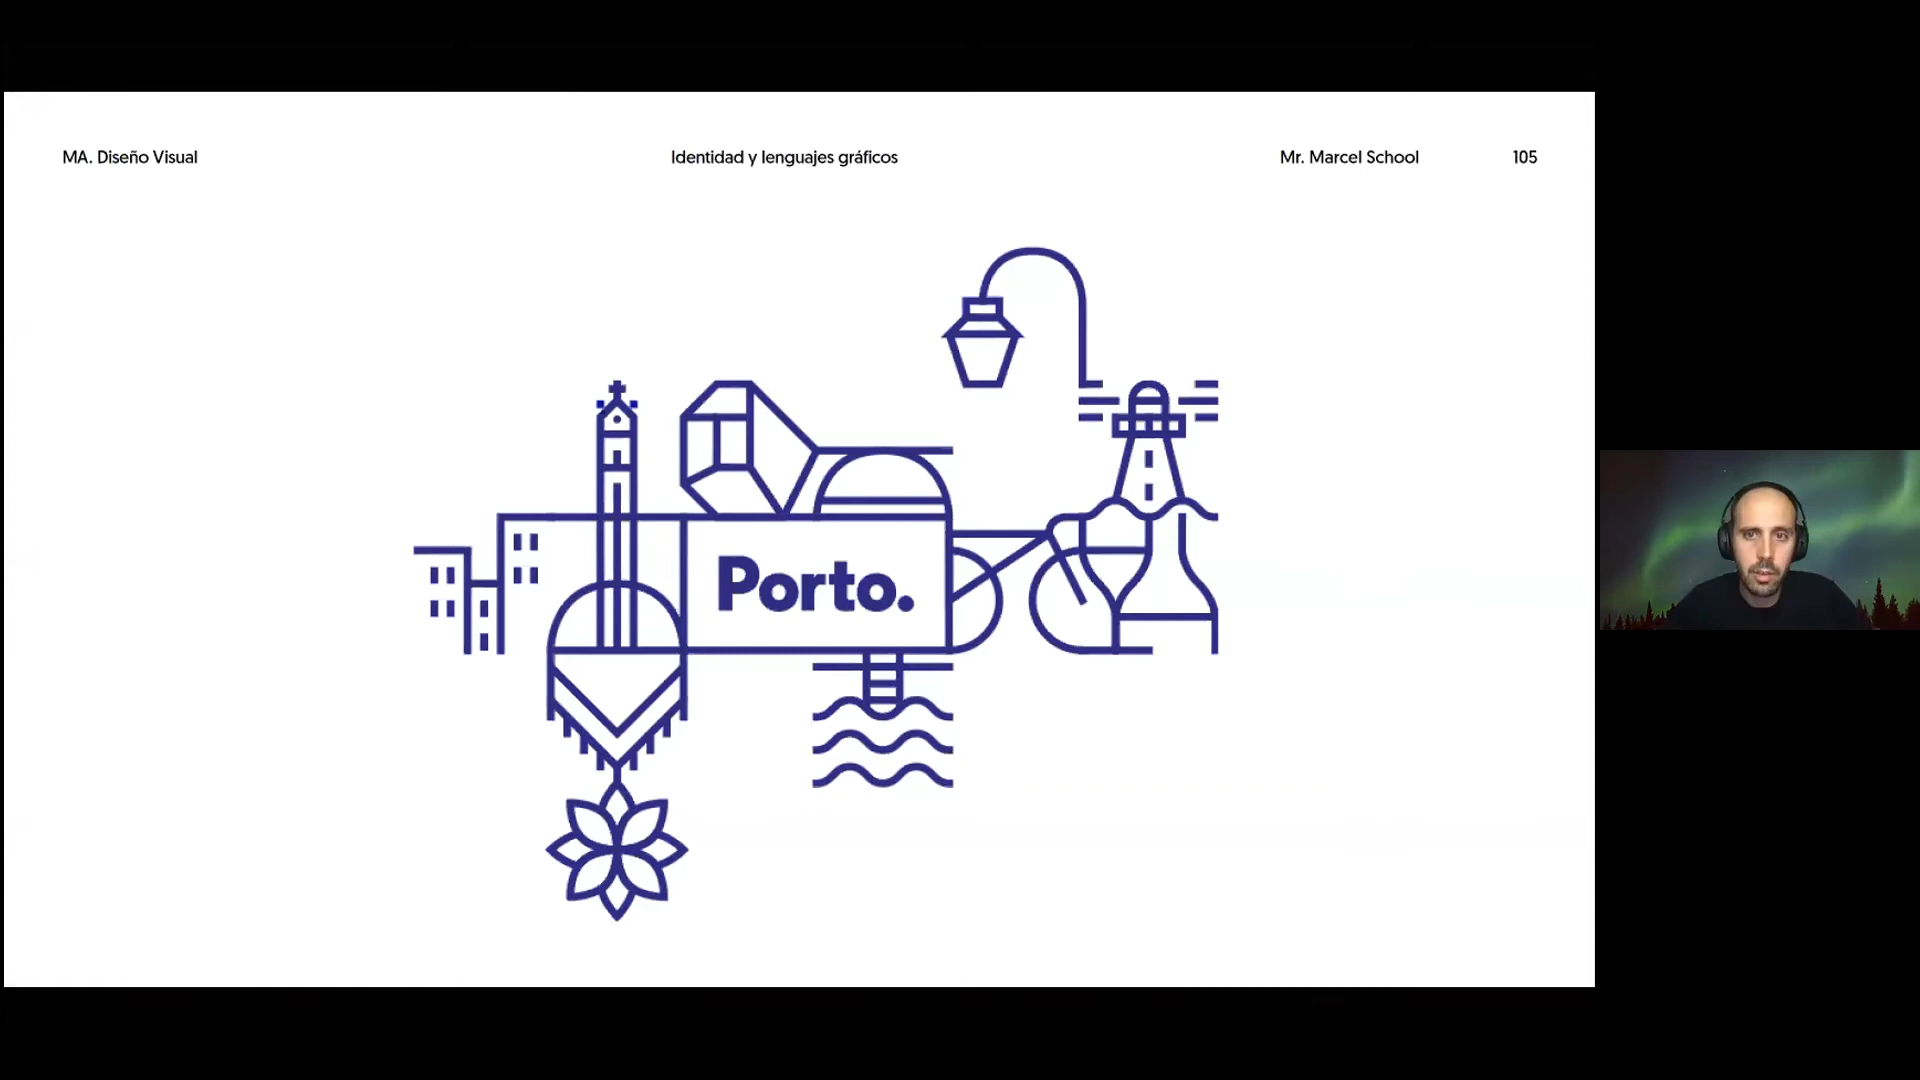 MA. Diseño Visual
Identidad y lenguajes gráficos
Mr. Marcel School
105
Porto.